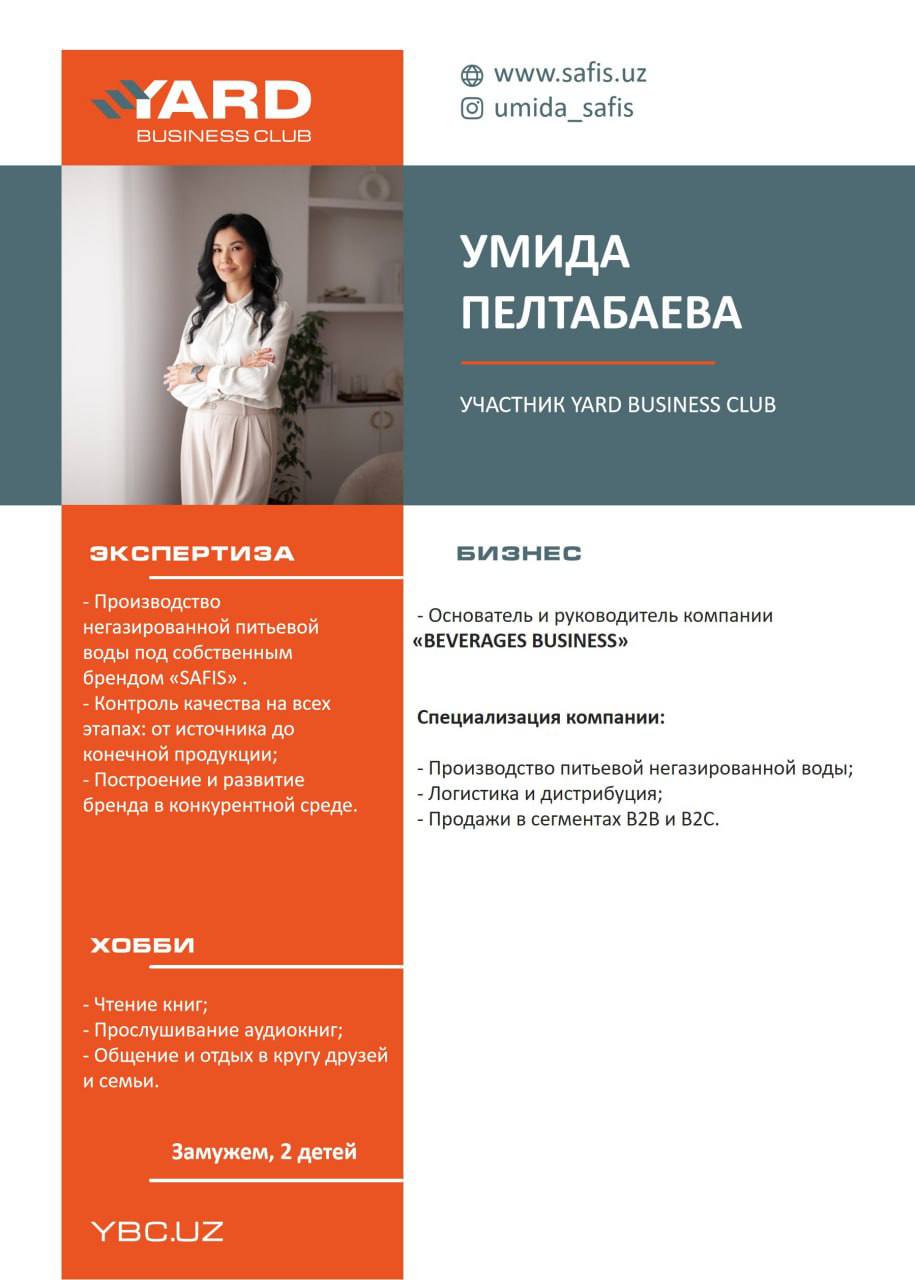 YARD
BUSINESS CLUB
www.safis.uz
umida_safis
УМИДА
ПЕЛТАБАЕВА
УЧАСТНИК YARD BUSINESS CLUB
ЭКСПЕРТИЗА
- Производство
негазированной питьевой
воды под собственным
брендом «SAFIS» .
- Контроль качества на всех
этапах: от источника до
конечной продукции;
- Построение и развитие
бренда в конкурентной среде.
ХОББИ
- Чтение книг;
- Прослушивание аудиокниг;
- Общение и отдых в кругу друзей
и семьи.
Замужем, 2 детей
YBC.UZ
БИЗНЕС
- Основатель и руководитель компании
«BEVERAGES BUSINESS»
Специализация компании:
- Производство питьевой негазированной воды;
- Логистика и дистрибуция;
- Продажи в сегментах B2B и B2C.